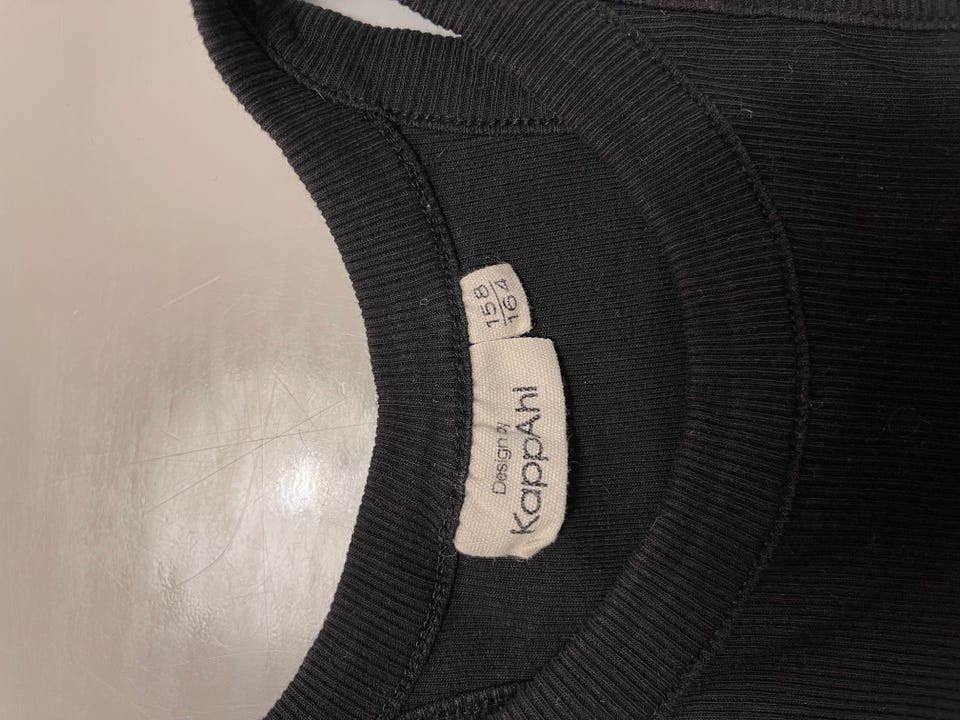 Design by
KappAhl
158
164